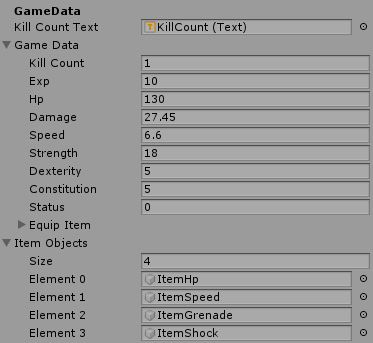 GameData
Kill Count Text KillCount (Text)
Game Data
Kill Count 1
Exp 10
Hp 130
Damage 27.45
Speed 6.6
Strength 18
Dexterity 5
Constitution 5
Status 0
Equip Item
Item Objects
Size 4
Element 0 ItemHp
Element 1 ItemSpeed
Element 2 ItemGrenade
Element 3 ItemShock